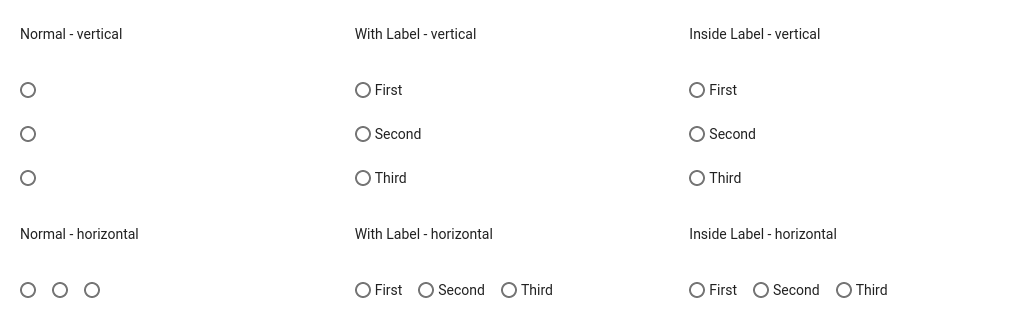 Normal - vertical
With Label - vertical
Inside Label - vertical
First
First
Second
Second
Third
Third
Normal - horizontal
With Label - horizontal
Inside Label - horizontal
First Second Third
First Second Third